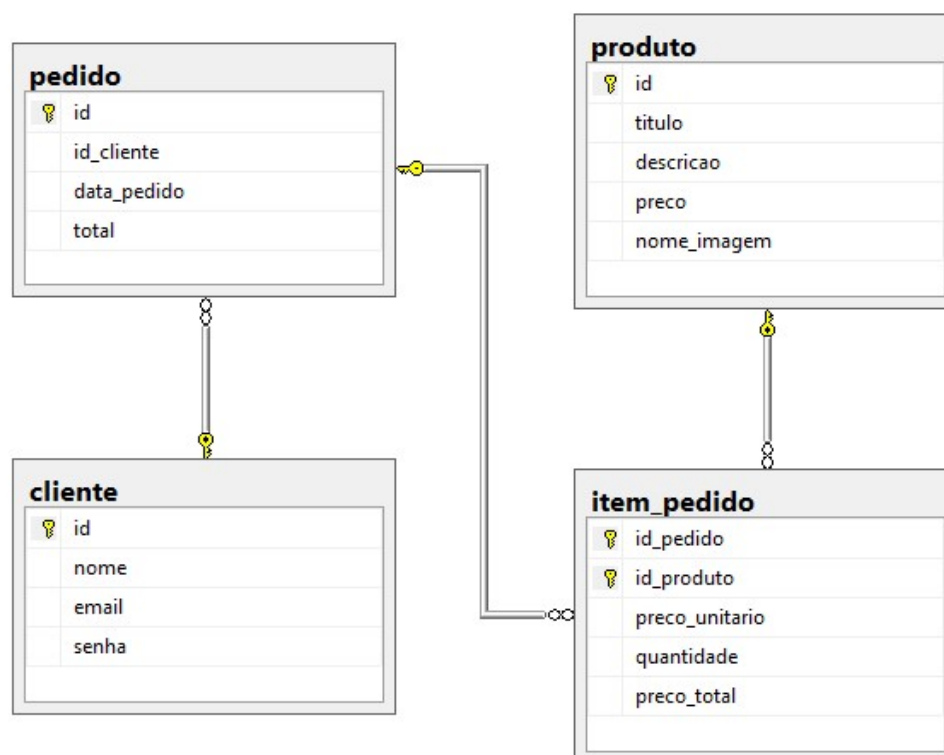 pedido
id
id_cliente
data_pedido
total
produto
id
titulo
descricao
preco
nome_imagem
cliente
id
nome
email
senha
item_pedido
id_pedido
id_produto
preco_unitario
quantidade
preco_total